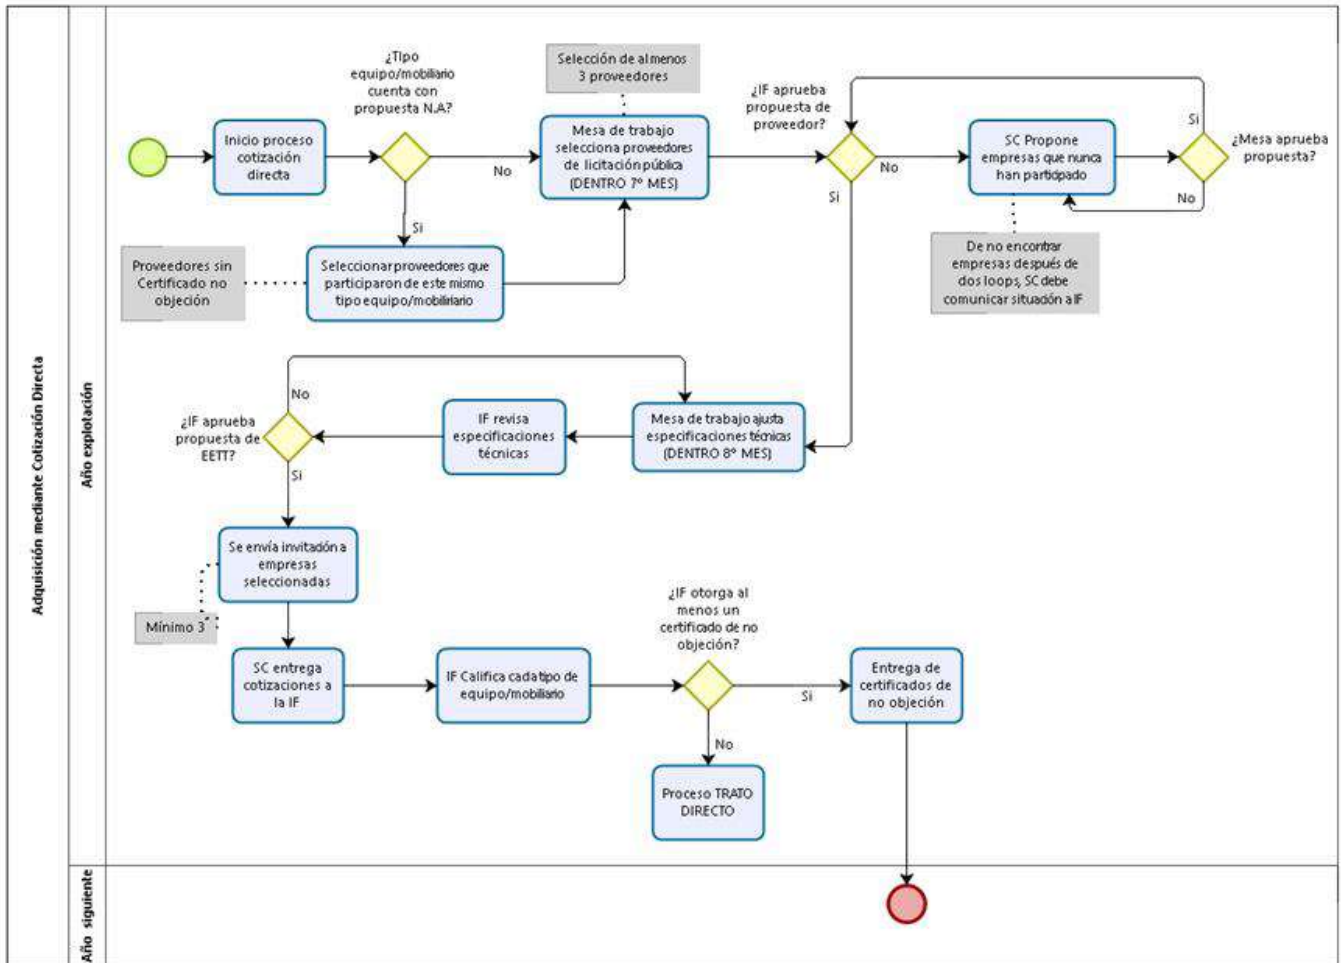 Adquisición mediante Cotización Directa
Año explotación
Año siguiente
Inicio proceso
cotización
directa
¿Tipo
equipo/mobiliario
cuenta con
propuesta N.A?
No
Si
Selección de al menos
3 proveedores
Mesa de trabajo
selecciona proveedores
de licitación pública
(DENTRO 7º MES)
Proveedores sin
Certificado no
objeción
Seleccionar proveedores que
participaron de este mismo
tipo equipo/mobiliriario
¿IF aprueba
propuesta de
proveedor?
No
Si
SC Propone
empresas que nunca
han participado
Si
¿Mesa aprueba
propuesta?
No
De no encontrar
empresas después de
dos loops, SC debe
comunicar situación a IF
Mesa de trabajo ajusta
especificaciones técnicas
(DENTRO 8º MES)
IF revisa
especificaciones
técnicas
No
¿IF aprueba
propuesta de
EETT?
Si
Se envía invitación a
empresas
seleccionadas
Mínimo 3
SC entrega
cotizaciones a
la IF
IF Califica cada tipo de
equipo/mobiliario
¿IF otorga al
menos un
certificado de no
objeción?
Si
No
Entrega de
certificados de
no objeción
Proceso TRATO
DIRECTO